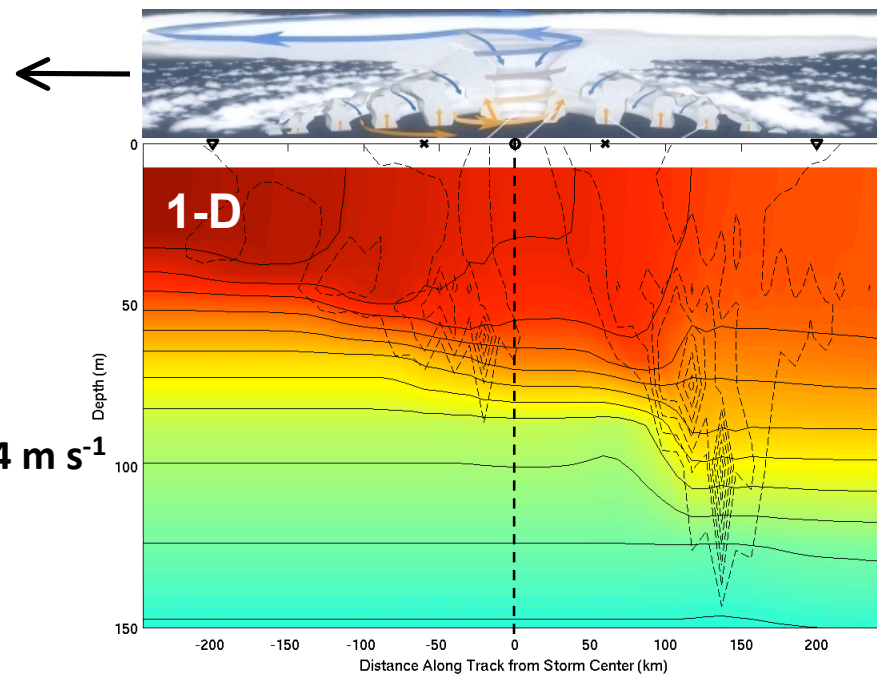 0
1-D
50
Depth (m)
4 m s-1
100
150
-200 -150 -100 -50 0 50 100 150 200
Distance Along Track from Storm Center (km)